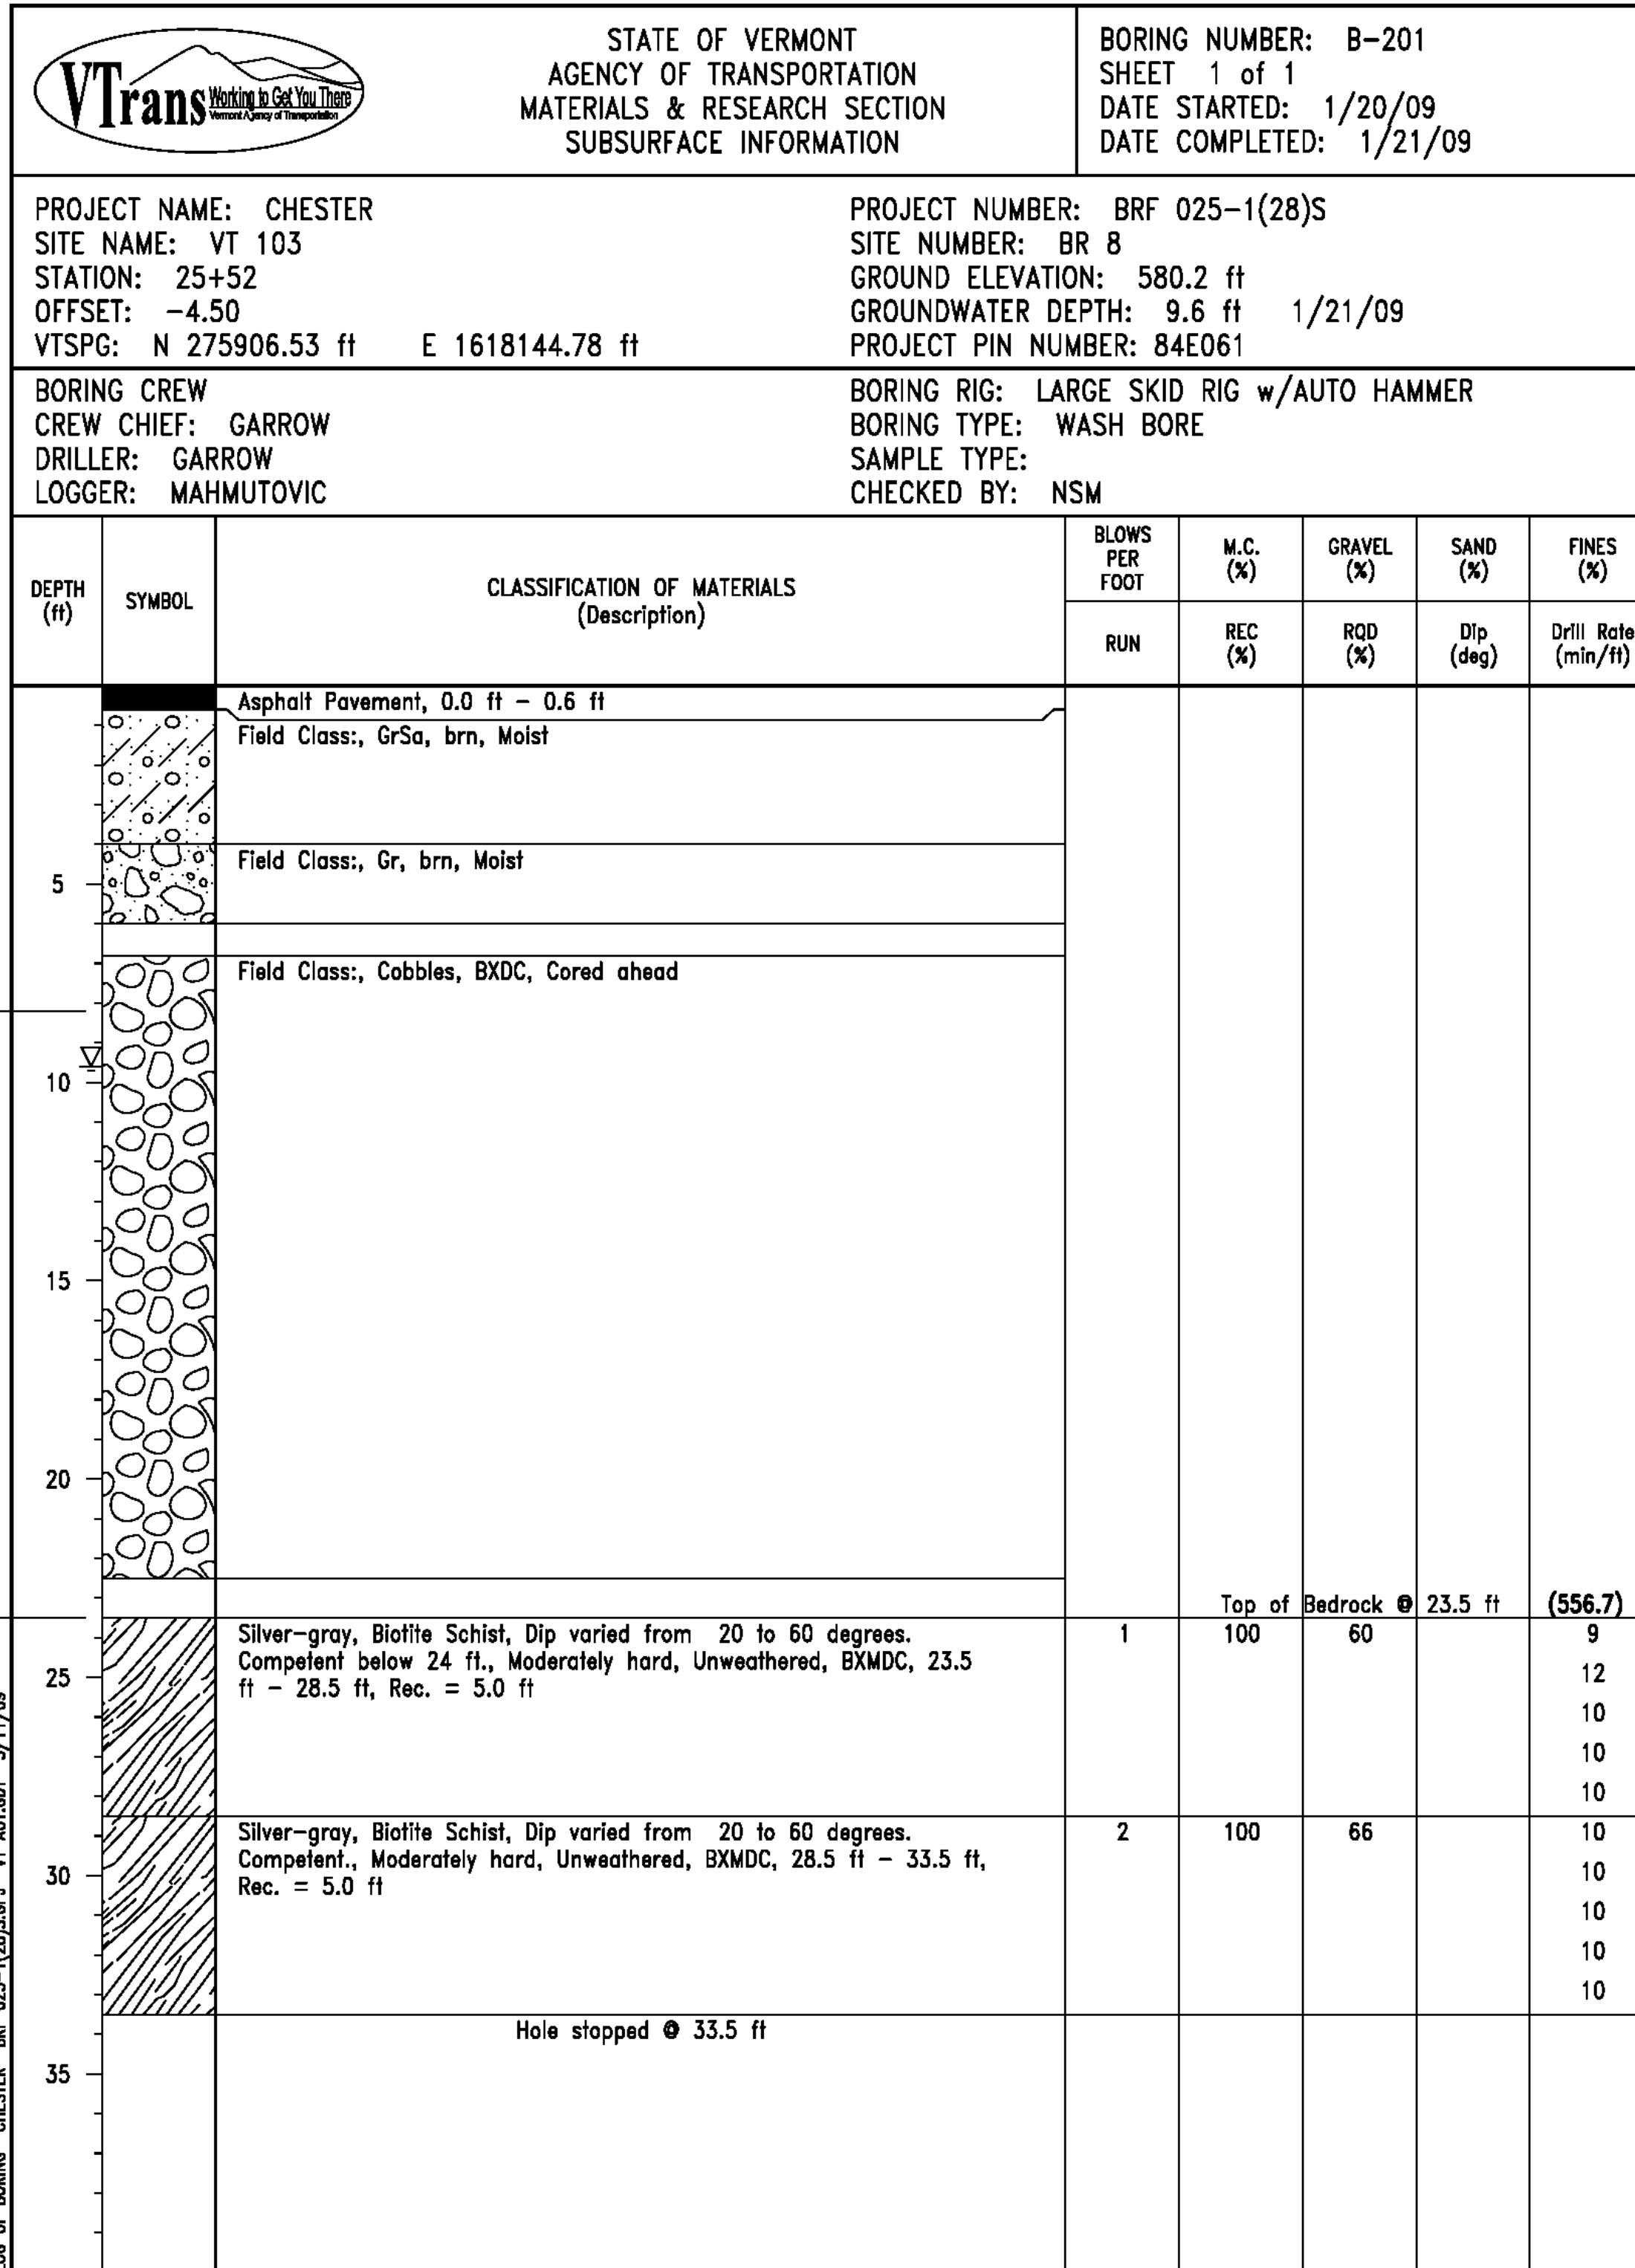 VTrans Working to Get You There
Vermont Agency of Transportation
STATE OF VERMONT
AGENCY OF TRANSPORTATION
MATERIALS & RESEARCH SECTION
SUBSURFACE INFORMATION
BORING NUMBER: B-201
SHEET 1 of 1
DATE STARTED: 1/20/09
DATE COMPLETED: 1/21/09
PROJECT NAME: CHESTER
SITE NAME: VT 103
STATION: 25+52
OFFSET: -4.50
VTSPG: N 275906.53 ft E 1618144.78 ft
PROJECT NUMBER: BRF 025-1(28)S
SITE NUMBER: BR 8
GROUND ELEVATION: 580.2 ft
GROUNDWATER DEPTH: 9.6 ft 1/21/09
PROJECT PIN NUMBER: 84E061
BORING CREW
CREW CHIEF: GARROW
DRILLER: GARROW
LOGGER: MAHMUTOVIC
BORING RIG: LARGE SKID RIG w/AUTO HAMMER
BORING TYPE: WASH BORE
SAMPLE TYPE:
CHECKED BY: NSM
DEPTH
(ft)
SYMBOL
CLASSIFICATION OF MATERIALS
(Description)
BLOWS
PER
FOOT
RUN
M.C.
(%)
REC
(%)
GRAVEL
(%)
RQD
(%)
SAND
(%)
Dip
(deg)
FINES
(%)
Drill Rate
(min/ft)
Asphalt Pavement, 0.0 ft - 0.6 ft
Field Class:, GrSa, brn, Moist
Field Class:, Gr, brn, Moist
5
Field Class:, Cobbles, BXDC, Cored ahead
10
15
20
Top of Bedrock @ 23.5 ft (556.7)
Silver-gray, Biotite Schist, Dip varied from 20 to 60 degrees.
Competent below 24 ft., Moderately hard, Unweathered, BXMDC, 23.5
ft - 28.5 ft, Rec. = 5.0 ft
1 100 60 9
12
10
10
10
25
Silver-gray, Biotite Schist, Dip varied from 20 to 60 degrees.
Competent., Moderately hard, Unweathered, BXMDC, 28.5 ft - 33.5 ft,
Rec. = 5.0 ft
2 100 66 10
10
10
10
10
30
Hole stopped @ 33.5 ft
35